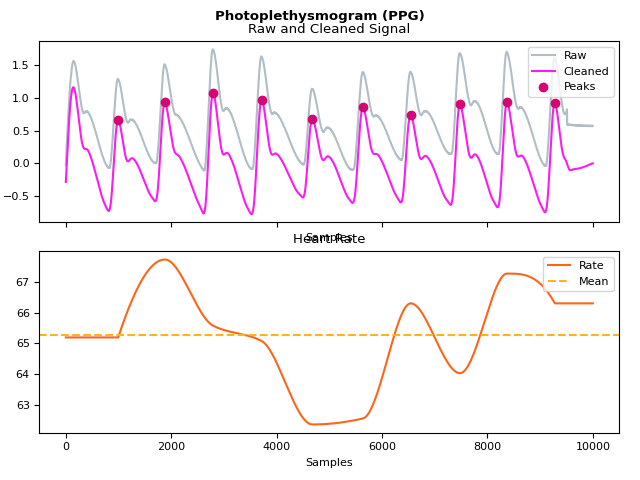 Photoplethysmogram (PPG)
Raw and Cleaned Signal
1.5
1.0
0.5
0.0
−0.5
Raw
Cleaned
Peaks
Samples
Heart Rate
67
66
65
64
63
Rate
Mean
0
2000
4000
6000
8000
10000
Samples